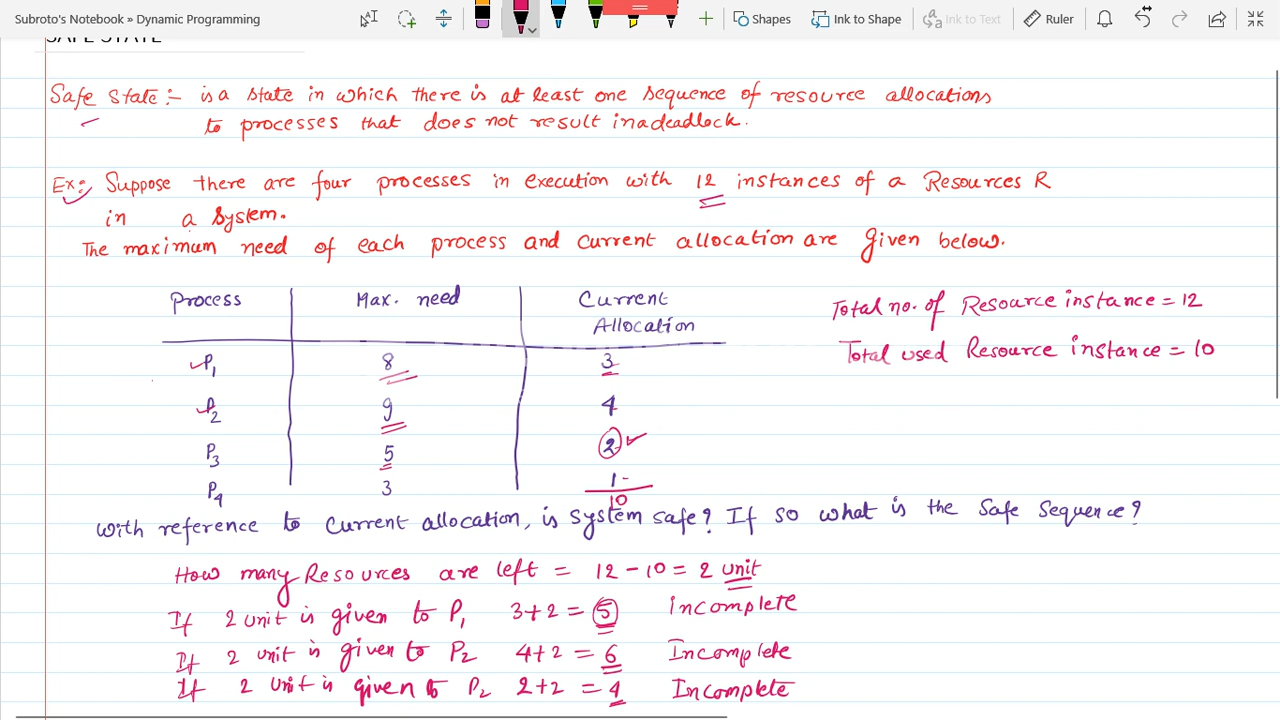 Subroto's Notebook » Dynamic Programming
Shapes
Ink to Shape
Ink to Text
Ruler
SAFE STATE
Safe State:- is a state in which there is at least one sequence of resource allocations
to processes that does not result in a deadlock.
Ex:- Suppose there are four processes in execution with 12 instances of a Resources R
in a System.
The maximum need of each process and current allocation are given below.
Process Max. need Current
Allocation
P1 8 3
P2 9 4
P3 5 2
P4 3 1
10
Total no. of Resource instance = 12
Total used Resource instance = 10
with reference to current allocation, is system safe? If so what is the Safe Sequence?
How many Resources are left = 12 - 10 = 2 unit
If 2 unit is given to P1 3+2 = 5 Incomplete
If 2 unit is given to P2 4+2 = 6 Incomplete
If 2 unit is given to P2 2+2 = 4 Incomplete